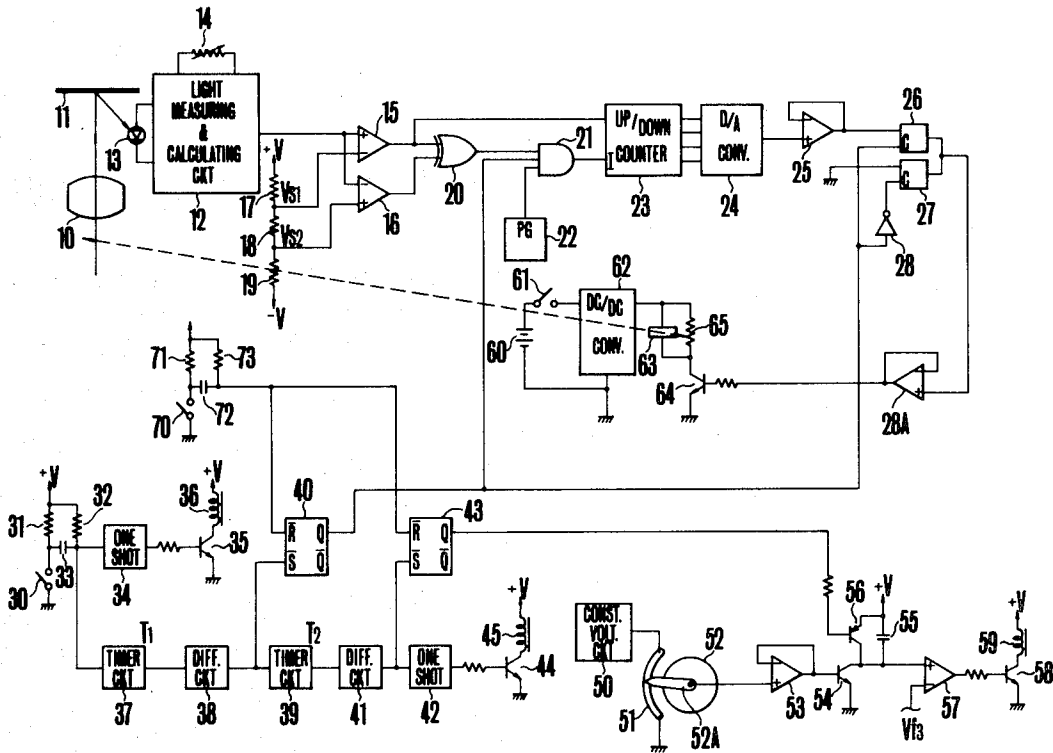 14
LIGHT
MEASURING
&
CALCULATING
CKT
11
13
12
10
+V
17
VS1
18
VS2
19
-V
15
16
20
21
PG
22
I
UP/DOWN
COUNTER
23
D/A
CONV.
24
25
26
C
C
27
28
61
60
62
DC/DC
CONV.
63
65
64
28A
71
73
72
70
+V
31
32
33
30
ONE
SHOT
34
+V
36
35
40
R̅ Q
S̅ Q̅
43
R̅ Q
S̅ Q̅
T1
TIMER
CKT
37
DIFF.
CKT
38
T2
TIMER
CKT
39
DIFF.
CKT
41
ONE
SHOT
42
+V
45
44
CONST.
VOLT.
CKT
50
51
52
52A
53
54
56
+V
55
57
Vf3
+V
59
58